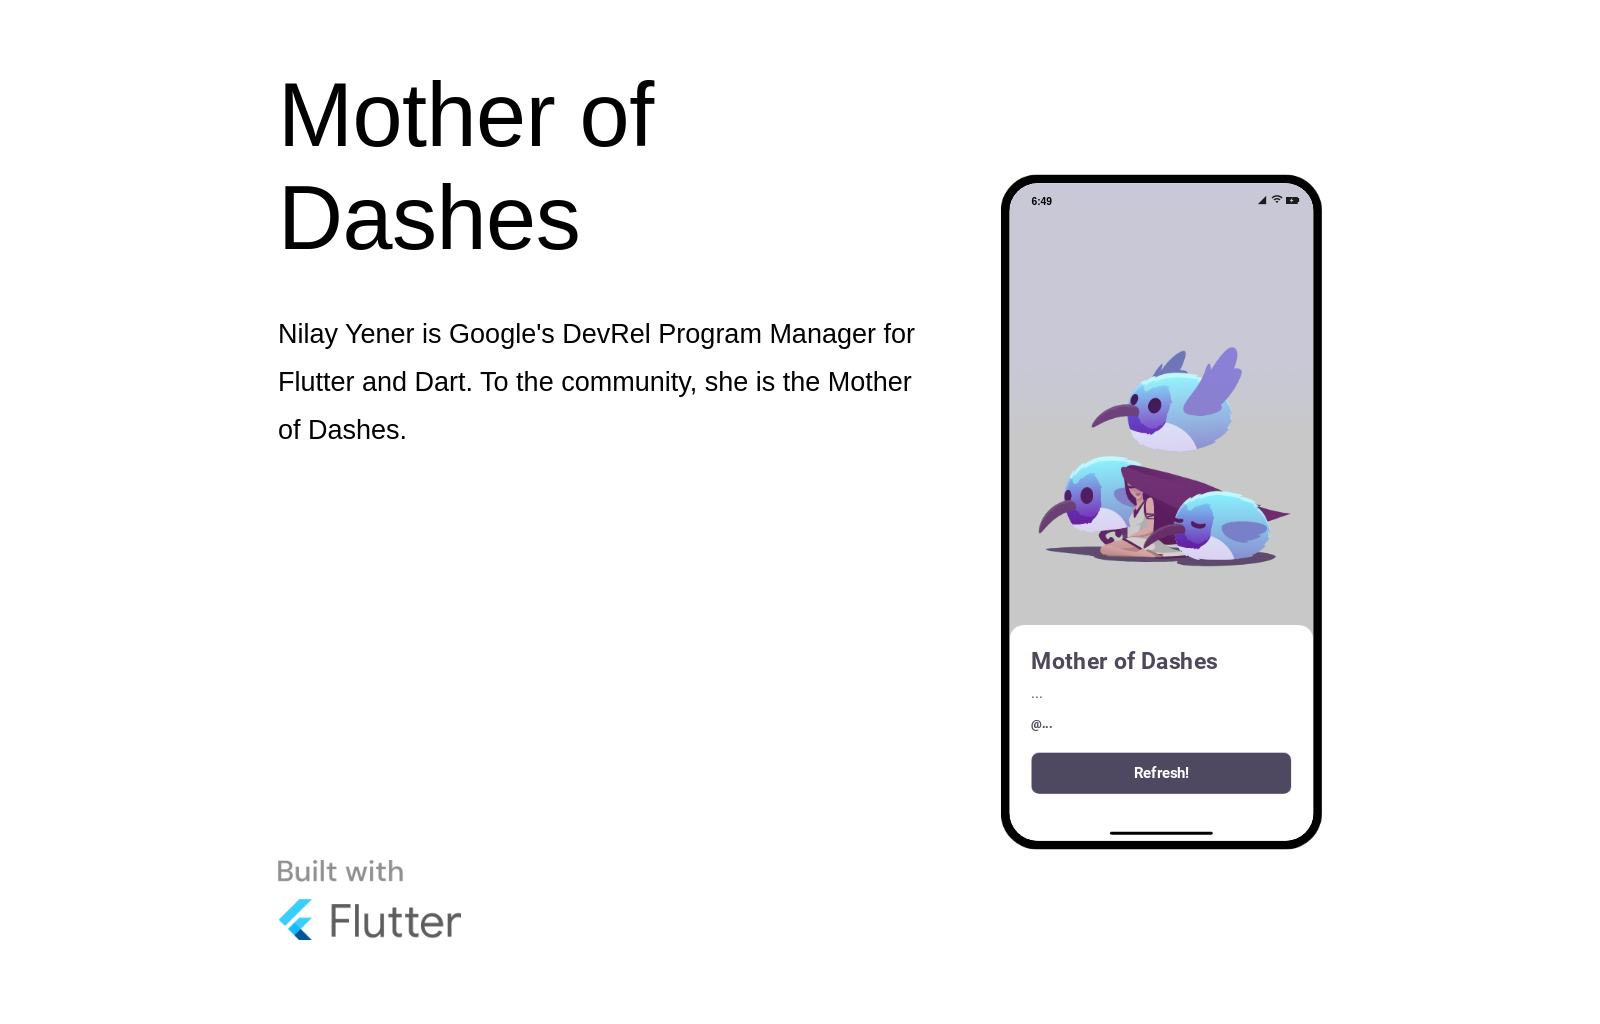 Mother of
Dashes
Nilay Yener is Google's DevRel Program Manager for
Flutter and Dart. To the community, she is the Mother
of Dashes.
6:49
Mother of Dashes
...
@...
Refresh!
Built with
Flutter